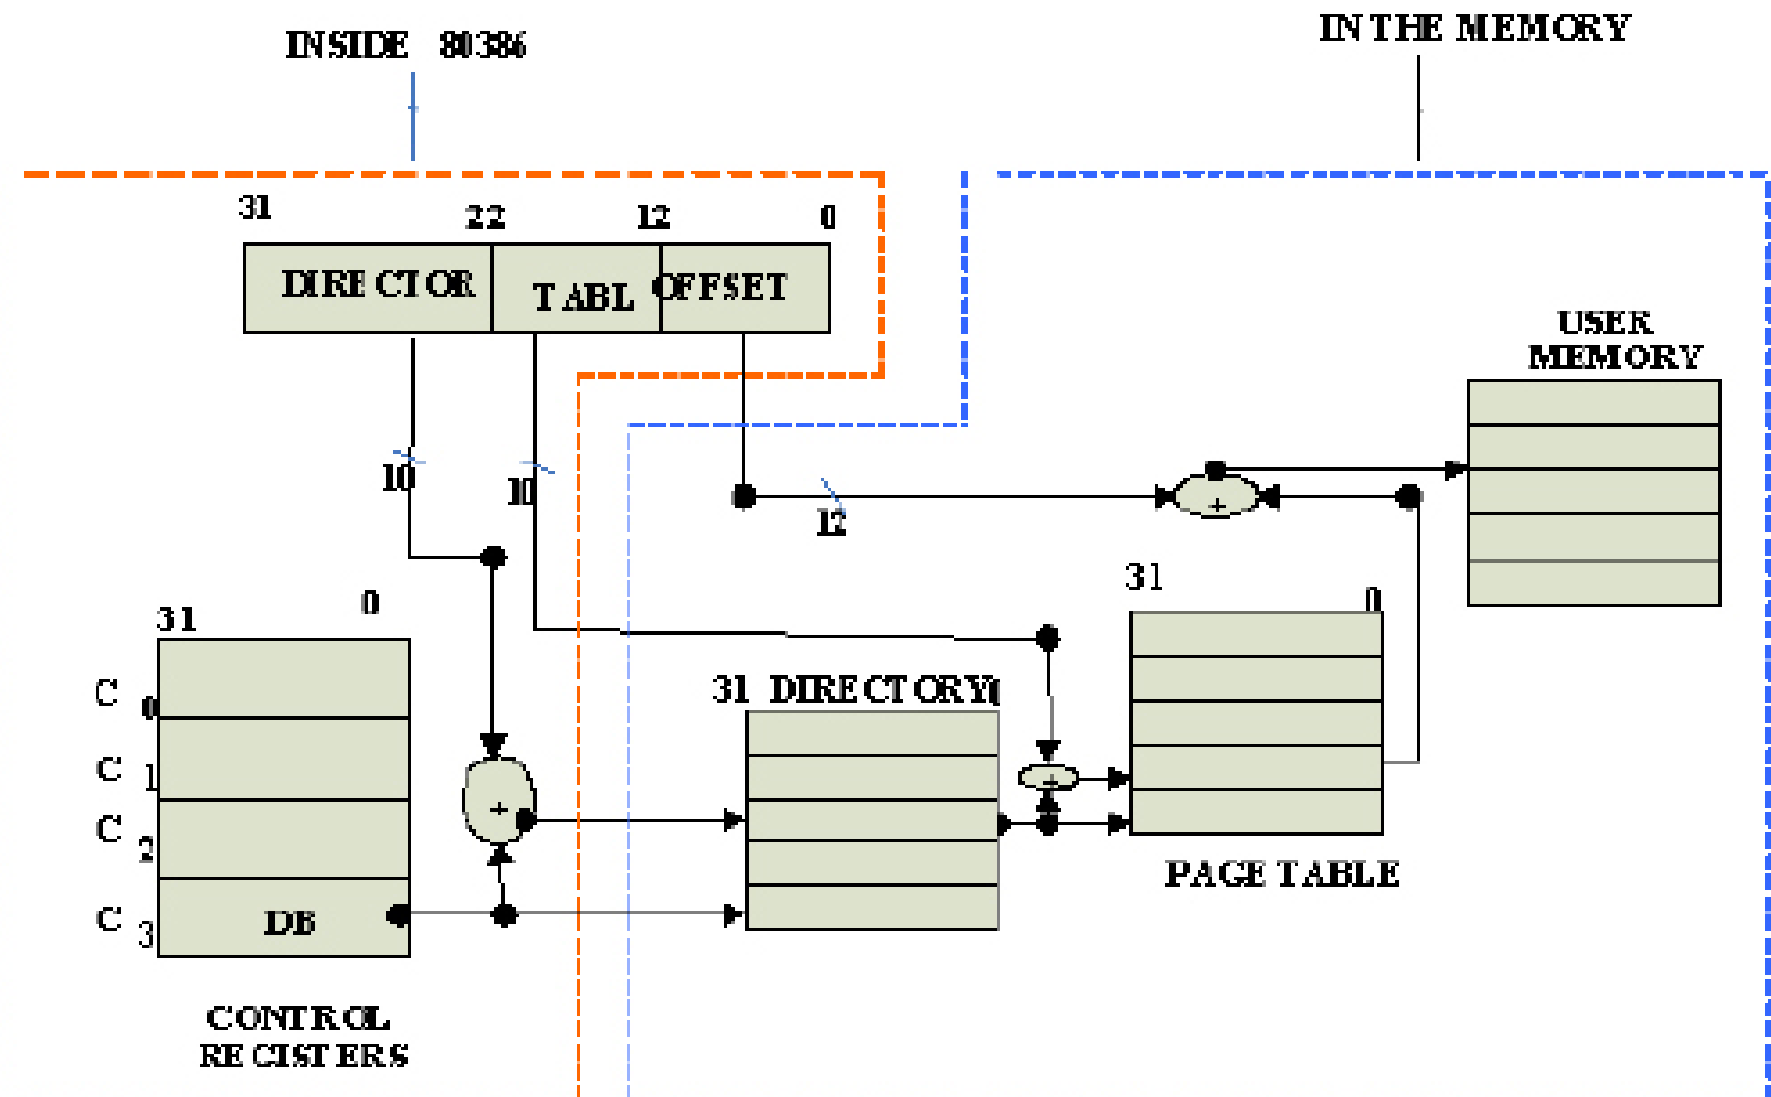 INSIDE 80386
IN THE MEMORY
31 22 12 0
DIRECTOR TABL OFFSET
USER
MEMORY
10 10
12
31 0
31 0
C 0
C 1
C 2
C 3
DB
31 DIRECTORY 0
+
+
+
PAGE TABLE
CONTROL
REGISTERS